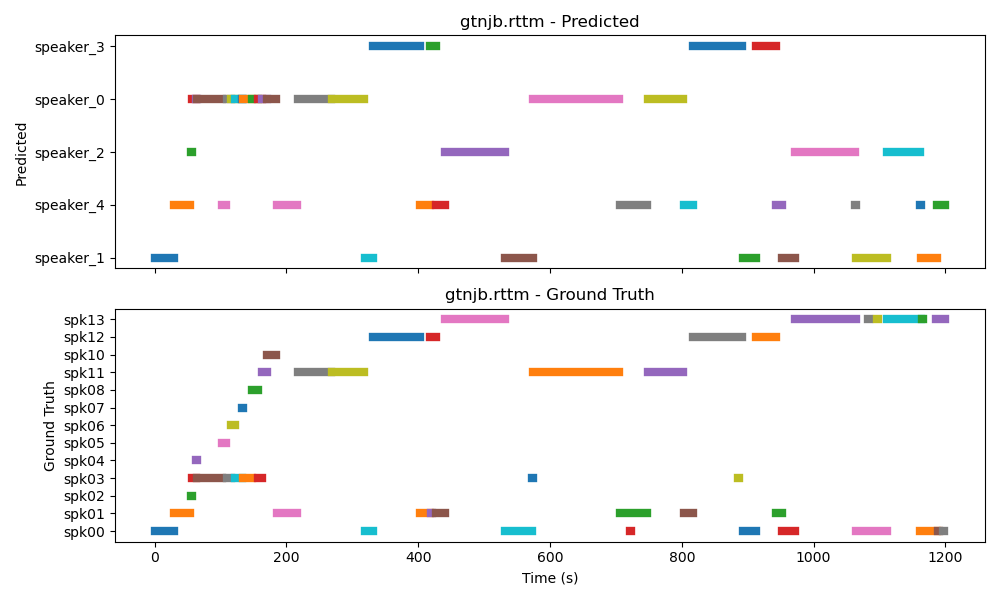 gtnjb.rttm - Predicted
speaker_3
speaker_0
speaker_2
speaker_4
speaker_1
Predicted
gtnjb.rttm - Ground Truth
spk13
spk12
spk10
spk11
spk08
spk07
spk06
spk05
spk04
spk03
spk02
spk01
spk00
Ground Truth
0 200 400 600 800 1000 1200
Time (s)